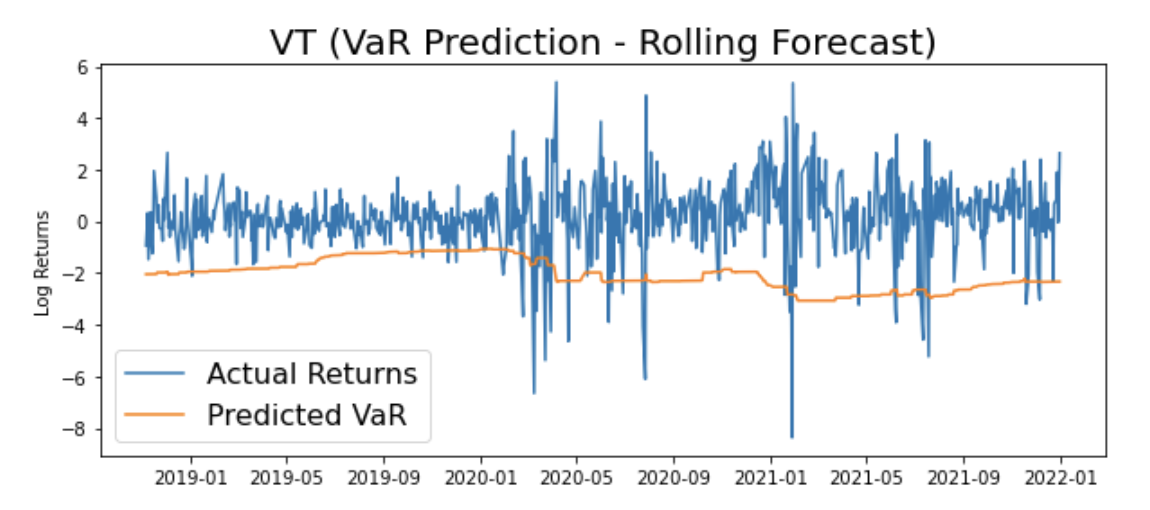 VT (VaR Prediction - Rolling Forecast)
6
4
2
0
−2
−4
−6
−8
Log Returns
Actual Returns
Predicted VaR
2019-01 2019-05 2019-09 2020-01 2020-05 2020-09 2021-01 2021-05 2021-09 2022-01